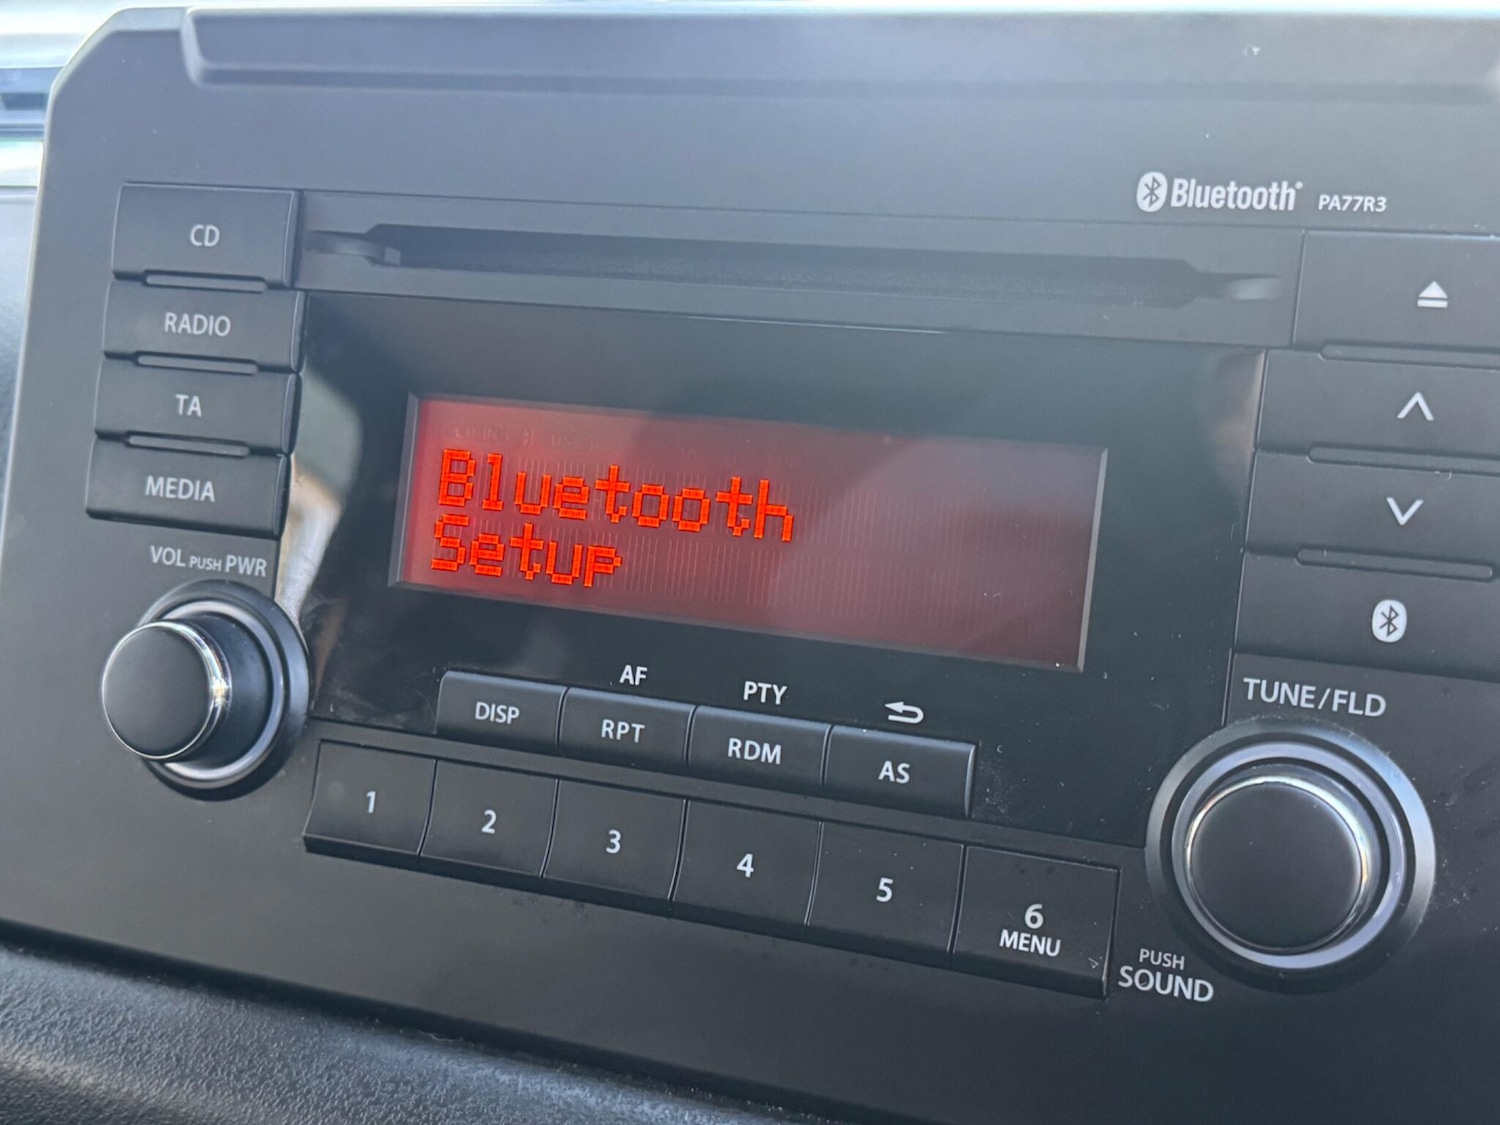 Bluetooth® PA77R3
CD
RADIO
TA
MEDIA
VOL PUSH PWR
Bluetooth
Setup
AF
PTY
DISP
RPT
RDM
AS
TUNE/FLD
1
2
3
4
5
6
MENU
PUSH
SOUND